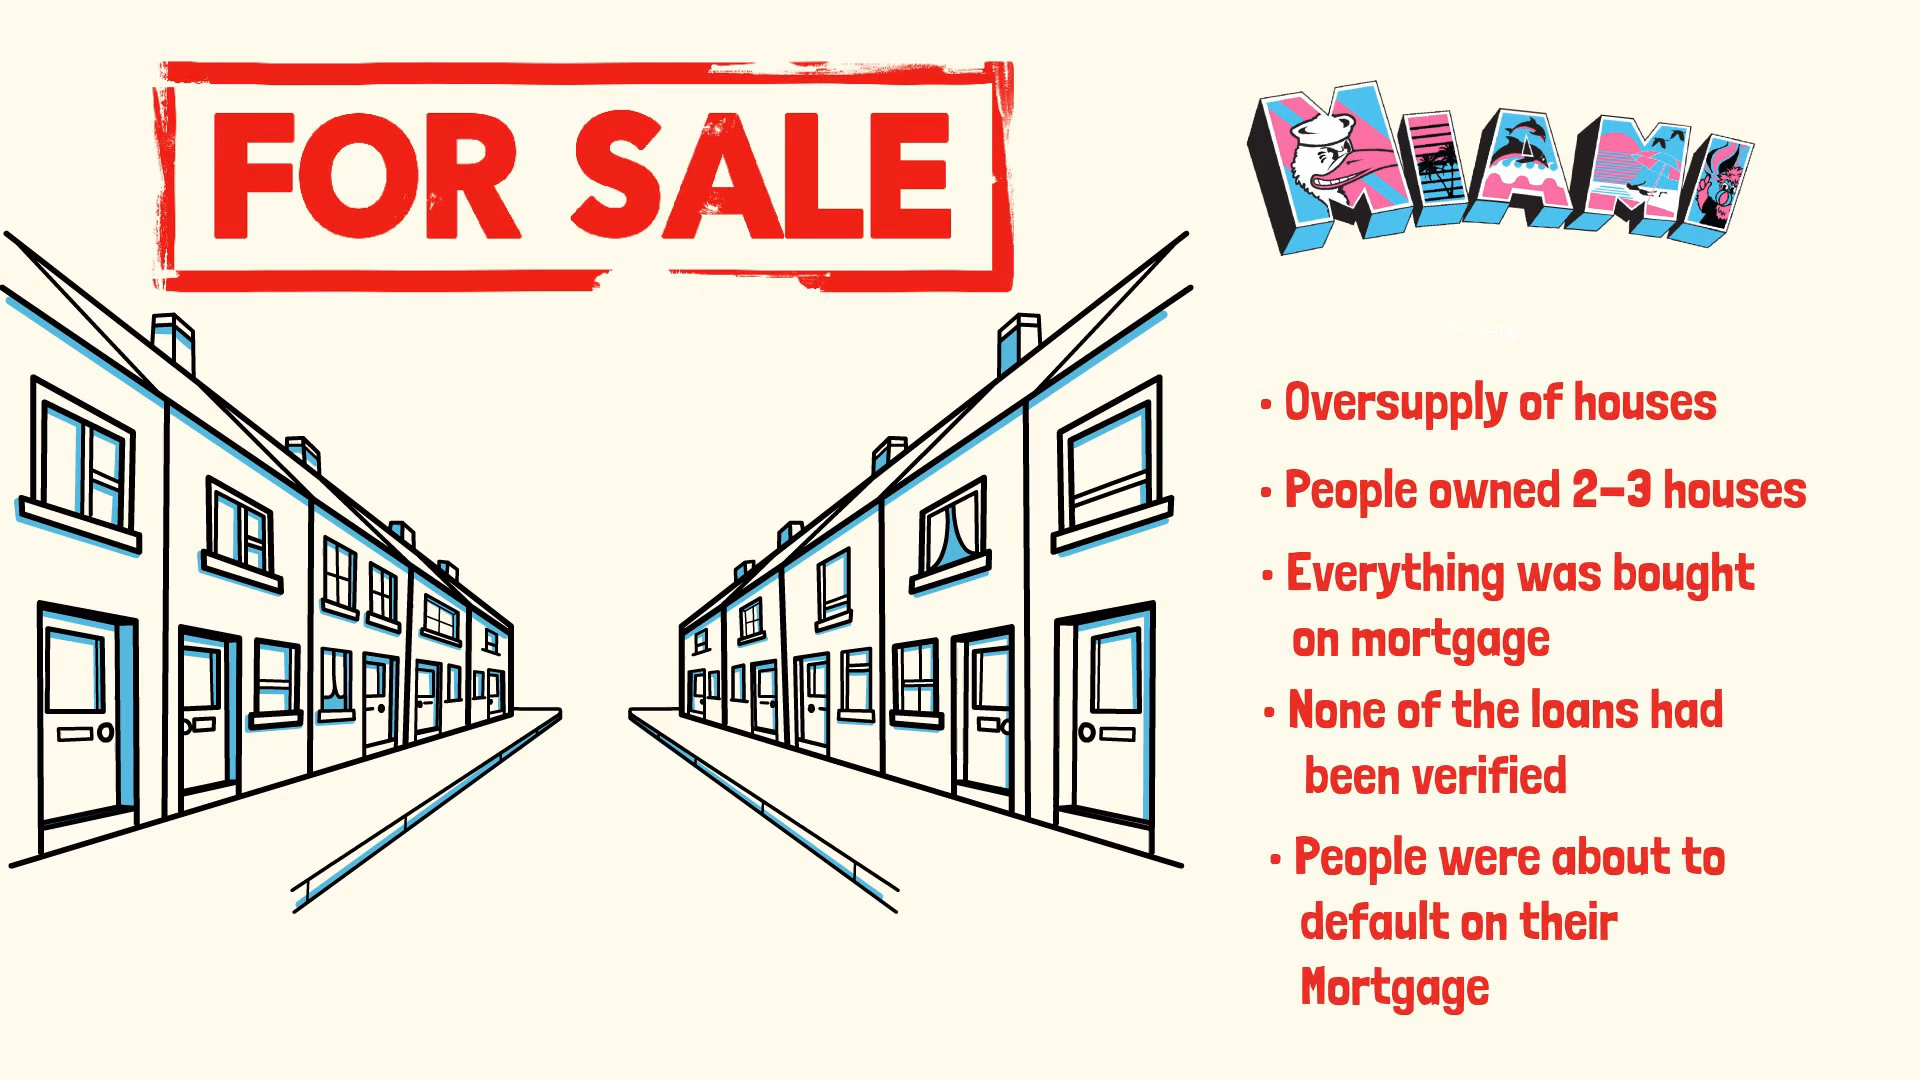 FOR SALE
MIAMI
• Oversupply of houses
• People owned 2-3 houses
• Everything was bought
on mortgage
• None of the loans had
been verified
• People were about to
default on their
Mortgage